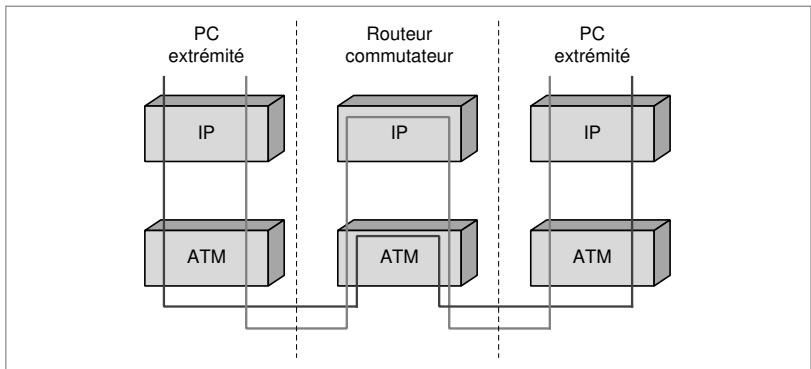 PC
extrémité
Routeur
commutateur
PC
extrémité
IP
IP
IP
ATM
ATM
ATM